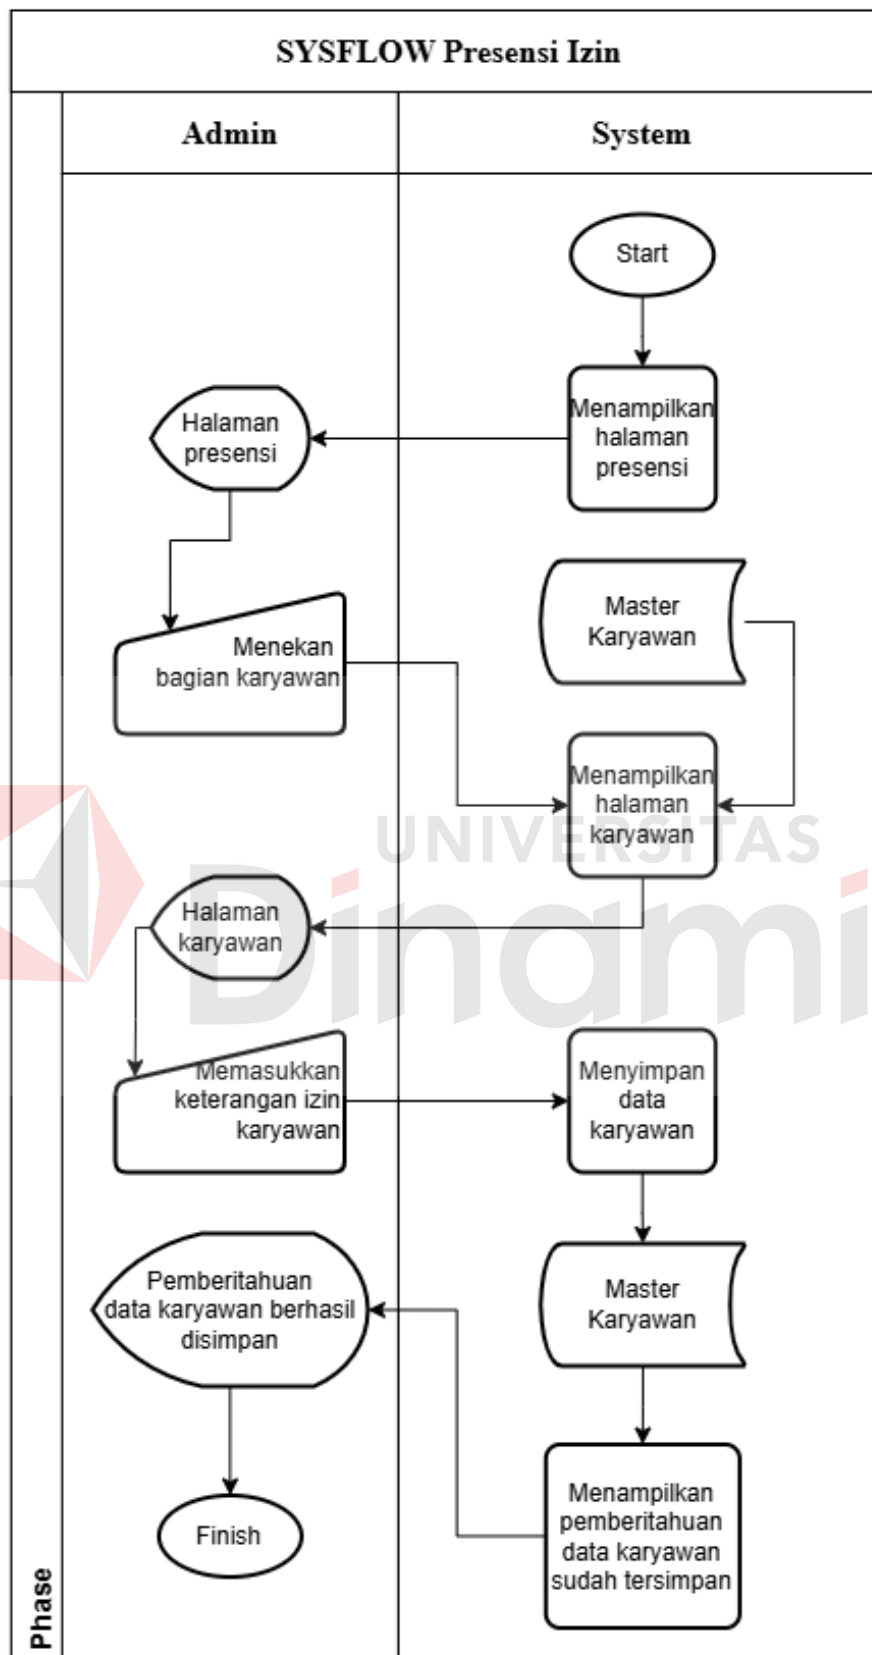 SYSFLOW Presensi Izin
Admin
System
Start
Menampilkan
halaman
presensi
Halaman
presensi
Master
Karyawan
Menekan
bagian karyawan
Menampilkan
halaman
karyawan
UNIVERSITAS
Dinami
Halaman
karyawan
Memasukkan
keterangan izin
karyawan
Menyimpan
data
karyawan
Pemberitahuan
data karyawan berhasil
disimpan
Master
Karyawan
Menampilkan
pemberitahuan
data karyawan
sudah tersimpan
Finish
Phase